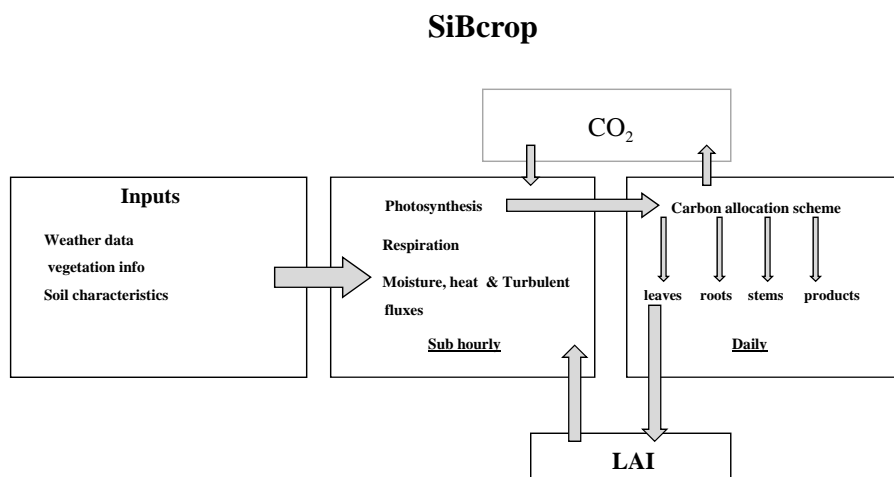 SiBcrop
CO2
Inputs
Weather data
vegetation info
Soil characteristics
Photosynthesis
Respiration
Moisture, heat & Turbulent
fluxes
Sub hourly
Carbon allocation scheme
leaves roots stems products
Daily
LAI